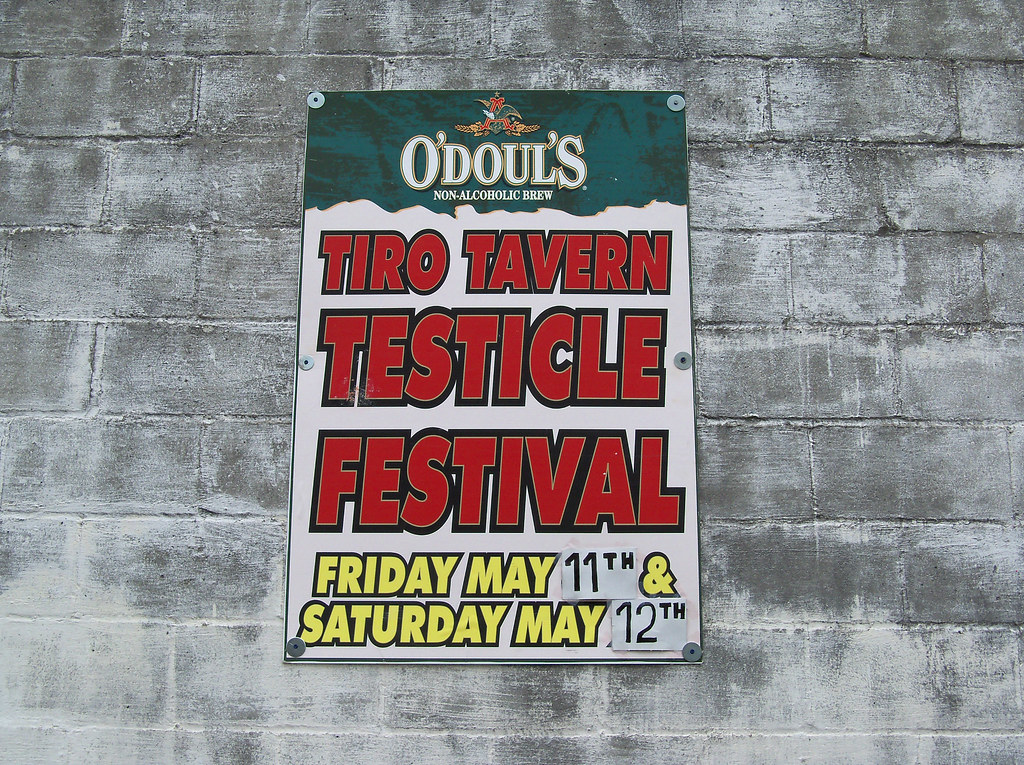 O'DOUL'S
NON-ALCOHOLIC BREW
TIRO TAVERN
TESTICLE
FESTIVAL
FRIDAY MAY 11TH &
SATURDAY MAY 12TH